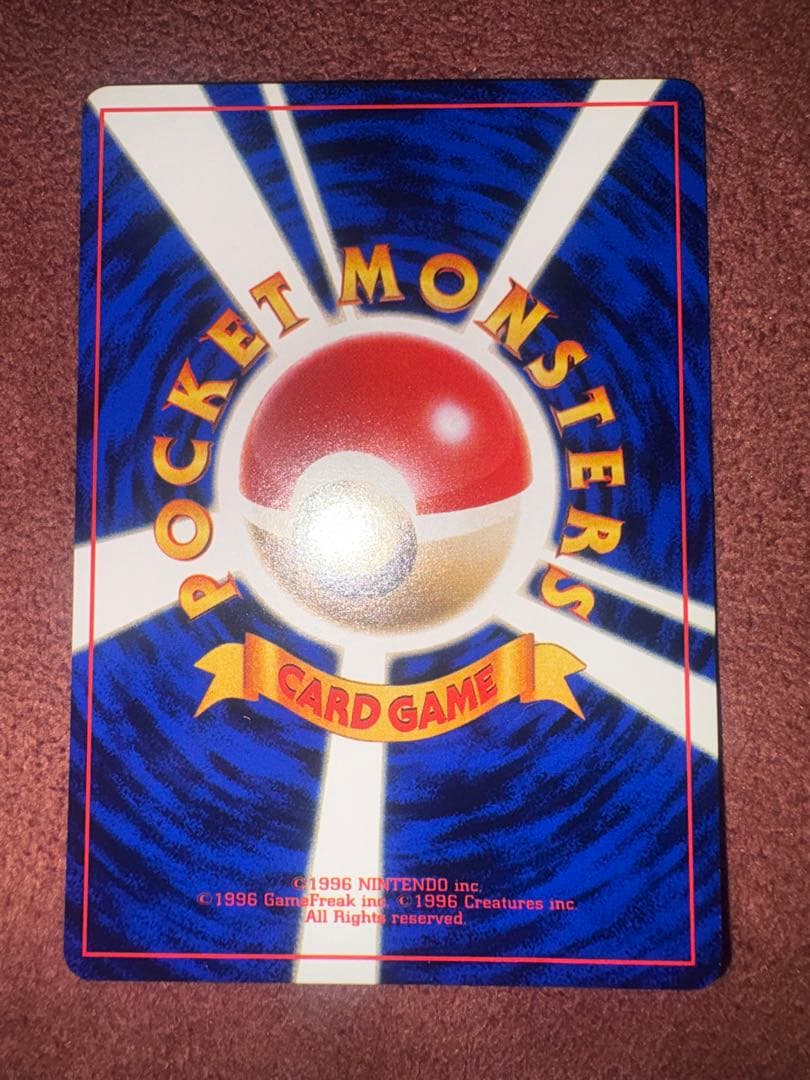 POCKET MONSTERS
CARD GAME
©1996 NINTENDO inc.
©1996 GameFreak inc. ©1996 Creatures inc.
All Rights reserved.